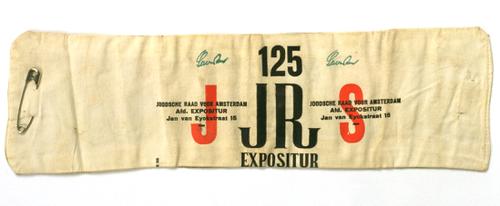 125
JOODSCHE RAAD VOOR AMSTERDAM
Afd. EXPOSITUR
Jan van Eyckstraat 15
J
JR
JOODSCHE RAAD VOOR AMSTERDAM
Afd. EXPOSITUR
Jan van Eyckstraat 15
S
EXPOSITUR